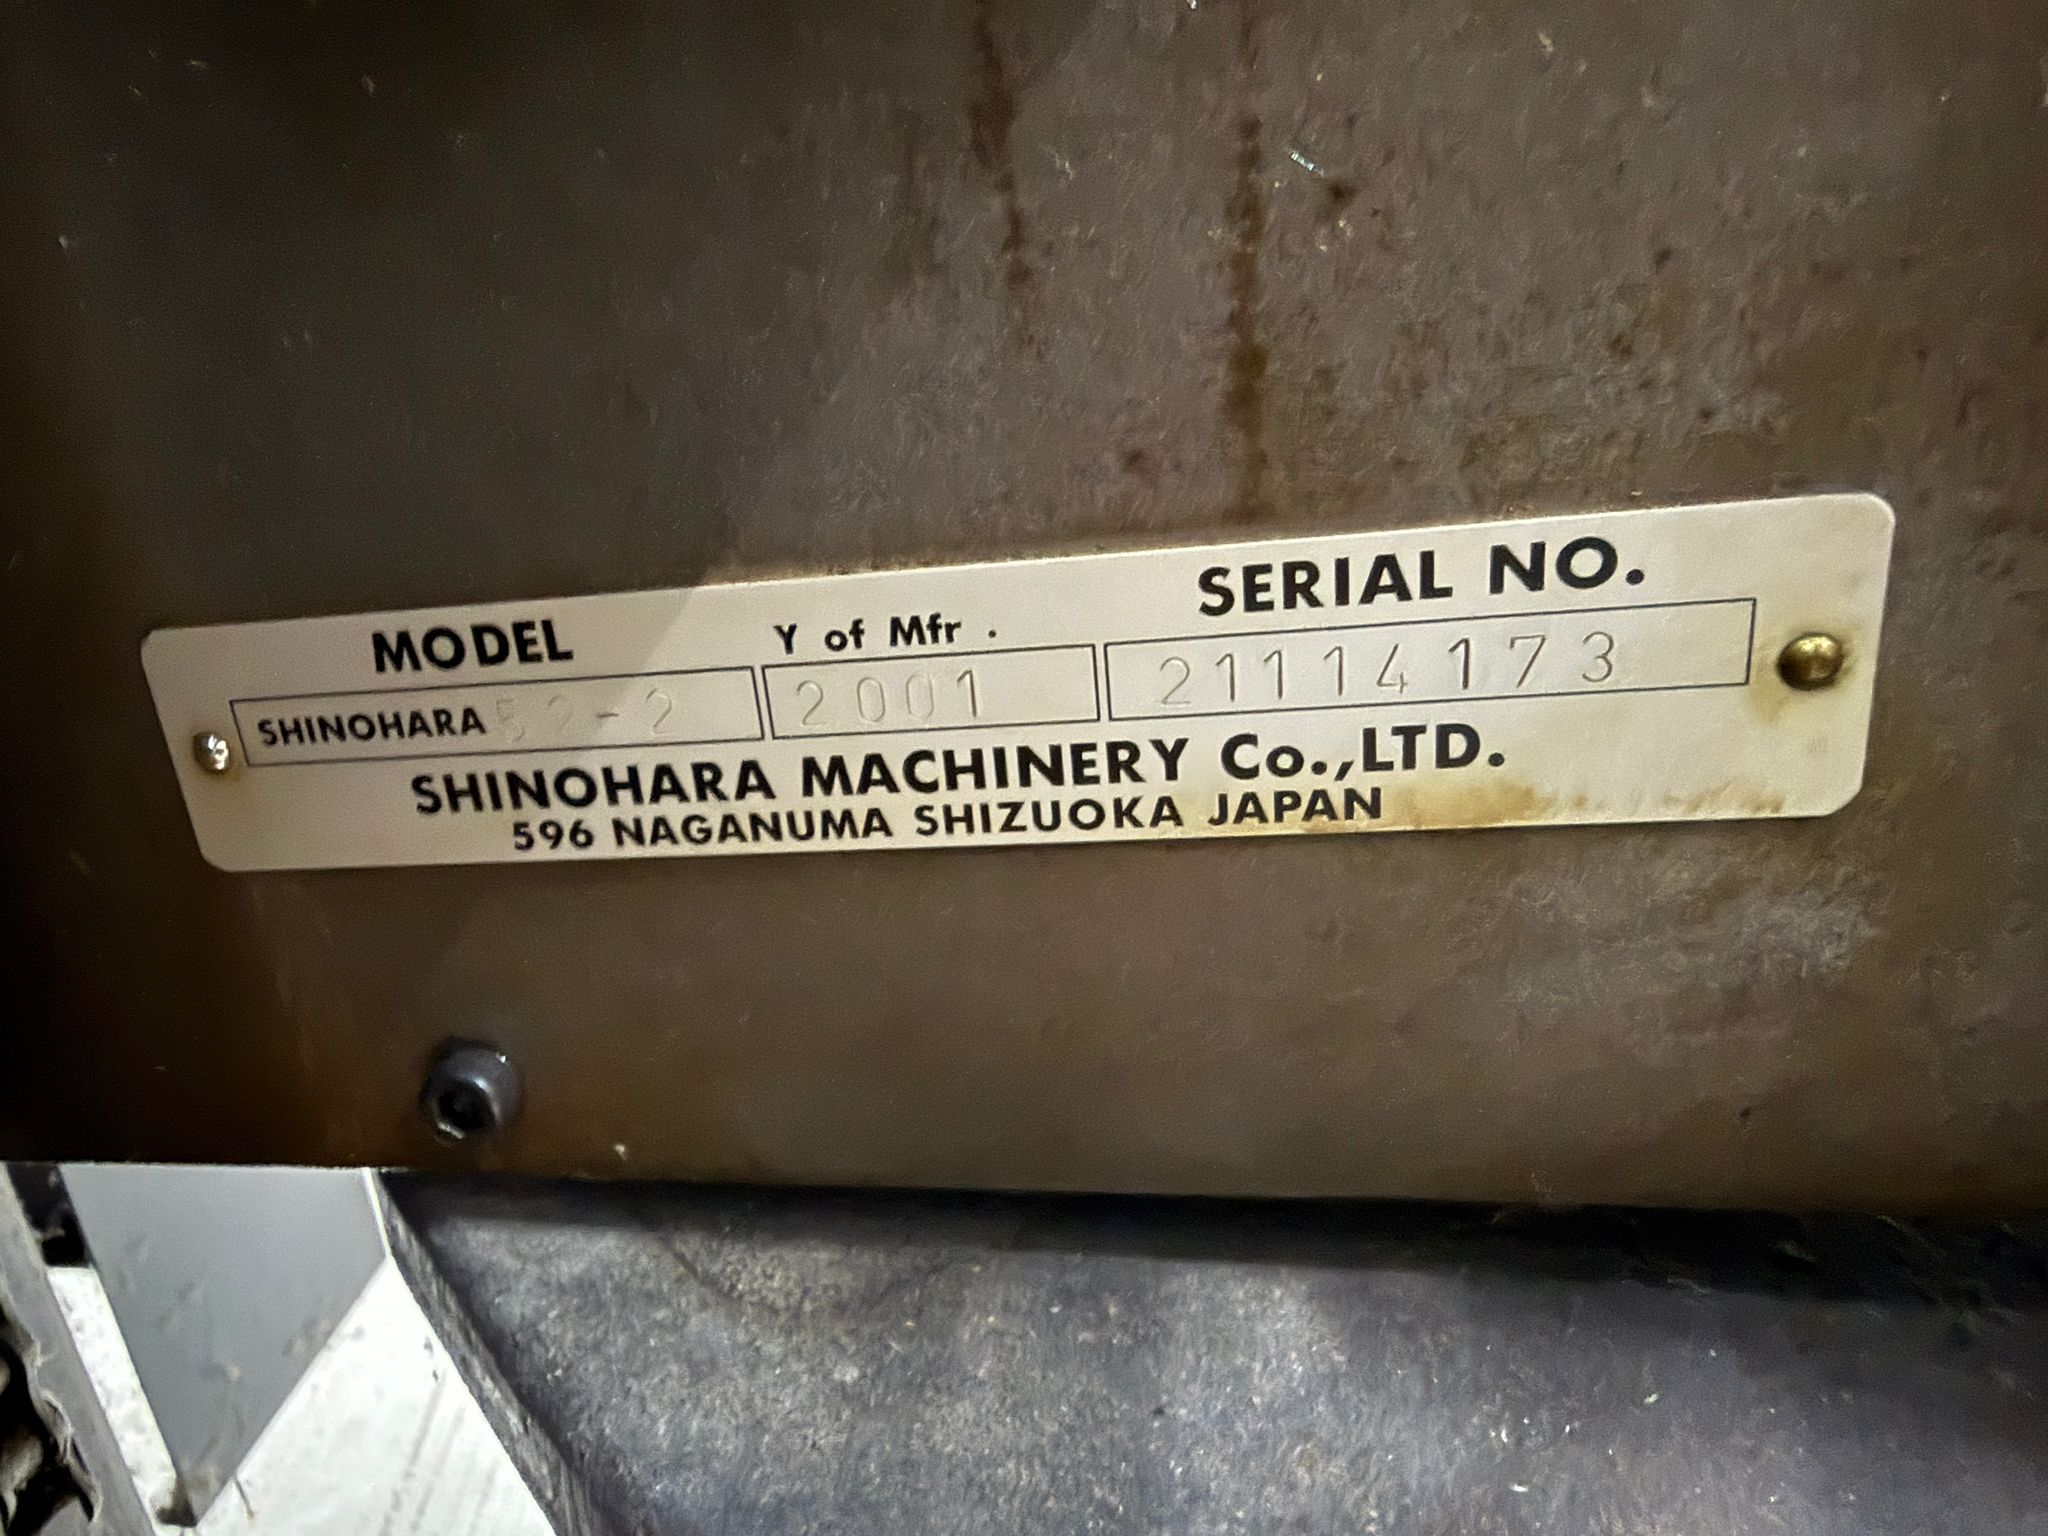 MODEL Y of Mfr. SERIAL NO.
SHINOHARA 52-2 2001 21114173
SHINOHARA MACHINERY Co.,LTD.
596 NAGANUMA SHIZUOKA JAPAN